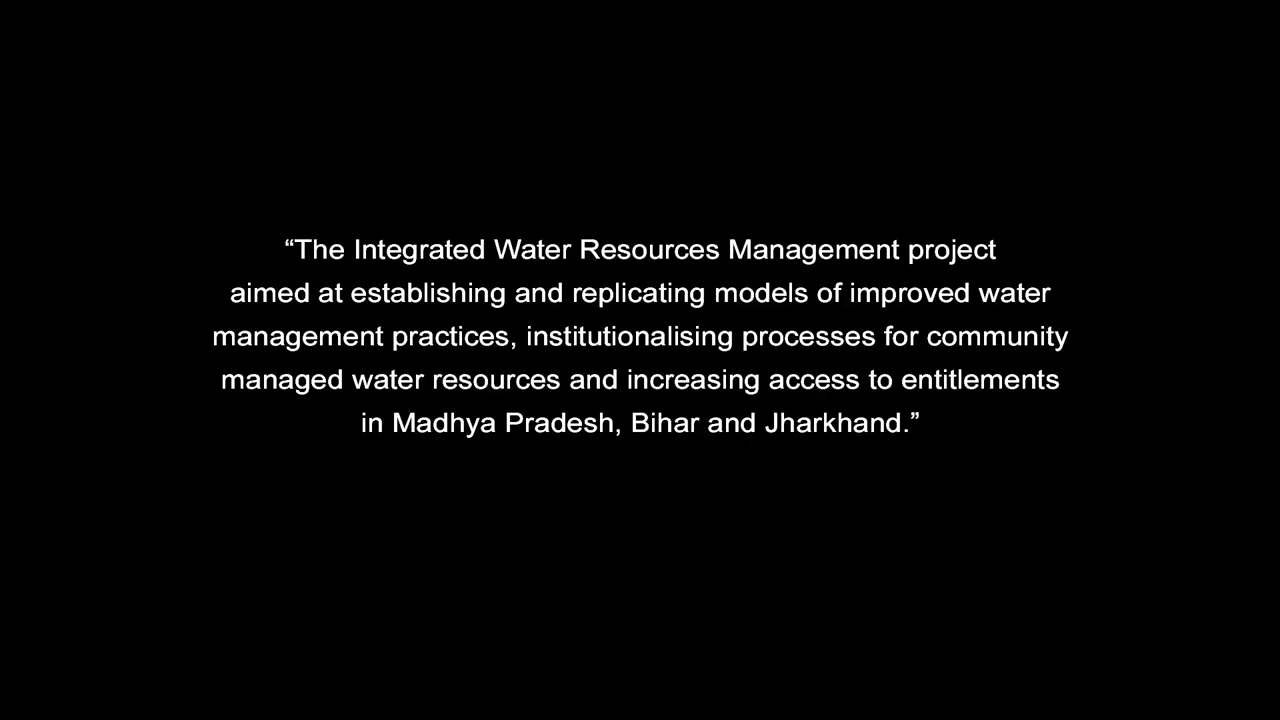 “The Integrated Water Resources Management project
aimed at establishing and replicating models of improved water
management practices, institutionalising processes for community
managed water resources and increasing access to entitlements
in Madhya Pradesh, Bihar and Jharkhand.”